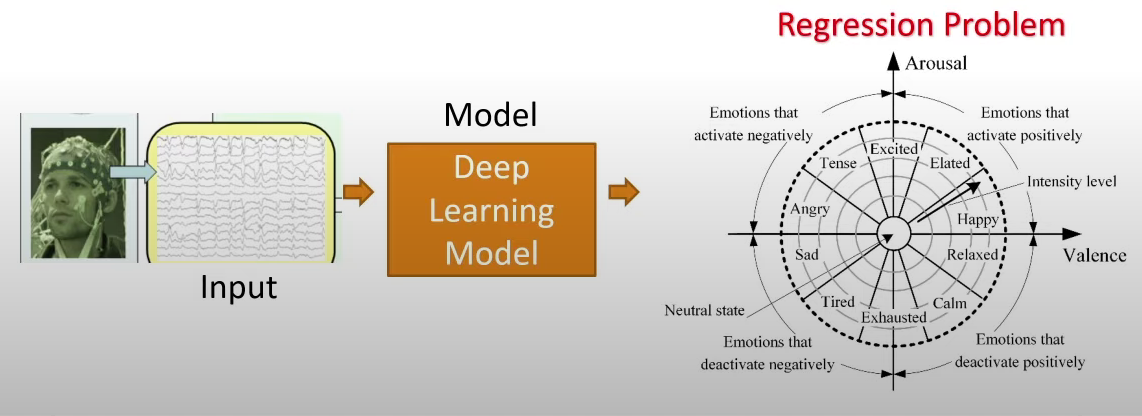 Regression Problem
Arousal
Emotions that
activate negatively
Emotions that
activate positively
Model
Deep
Learning
Model
Input
Excited
Tense
Elated
Intensity level
Angry
Happy
Valence
Sad
Relaxed
Tired
Calm
Neutral state
Exhausted
Emotions that
deactivate negatively
Emotions that
deactivate positively